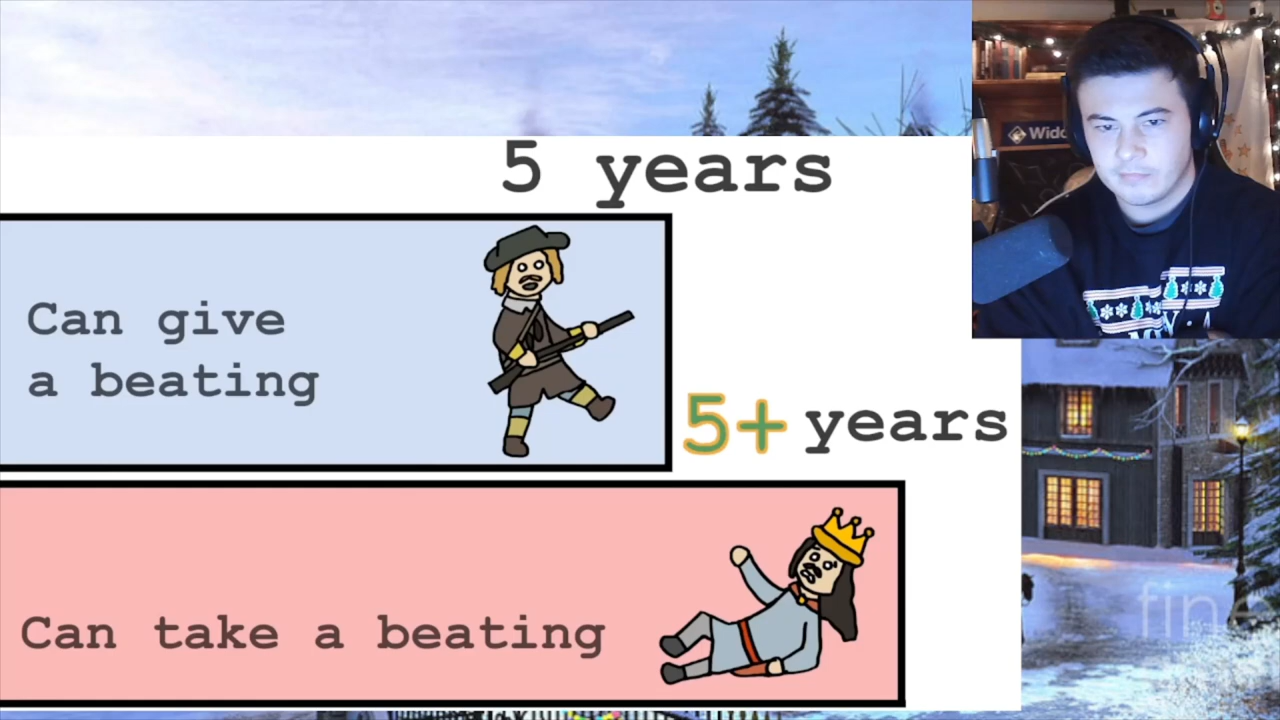 5 years
Can give
a beating
5+ years
Can take a beating